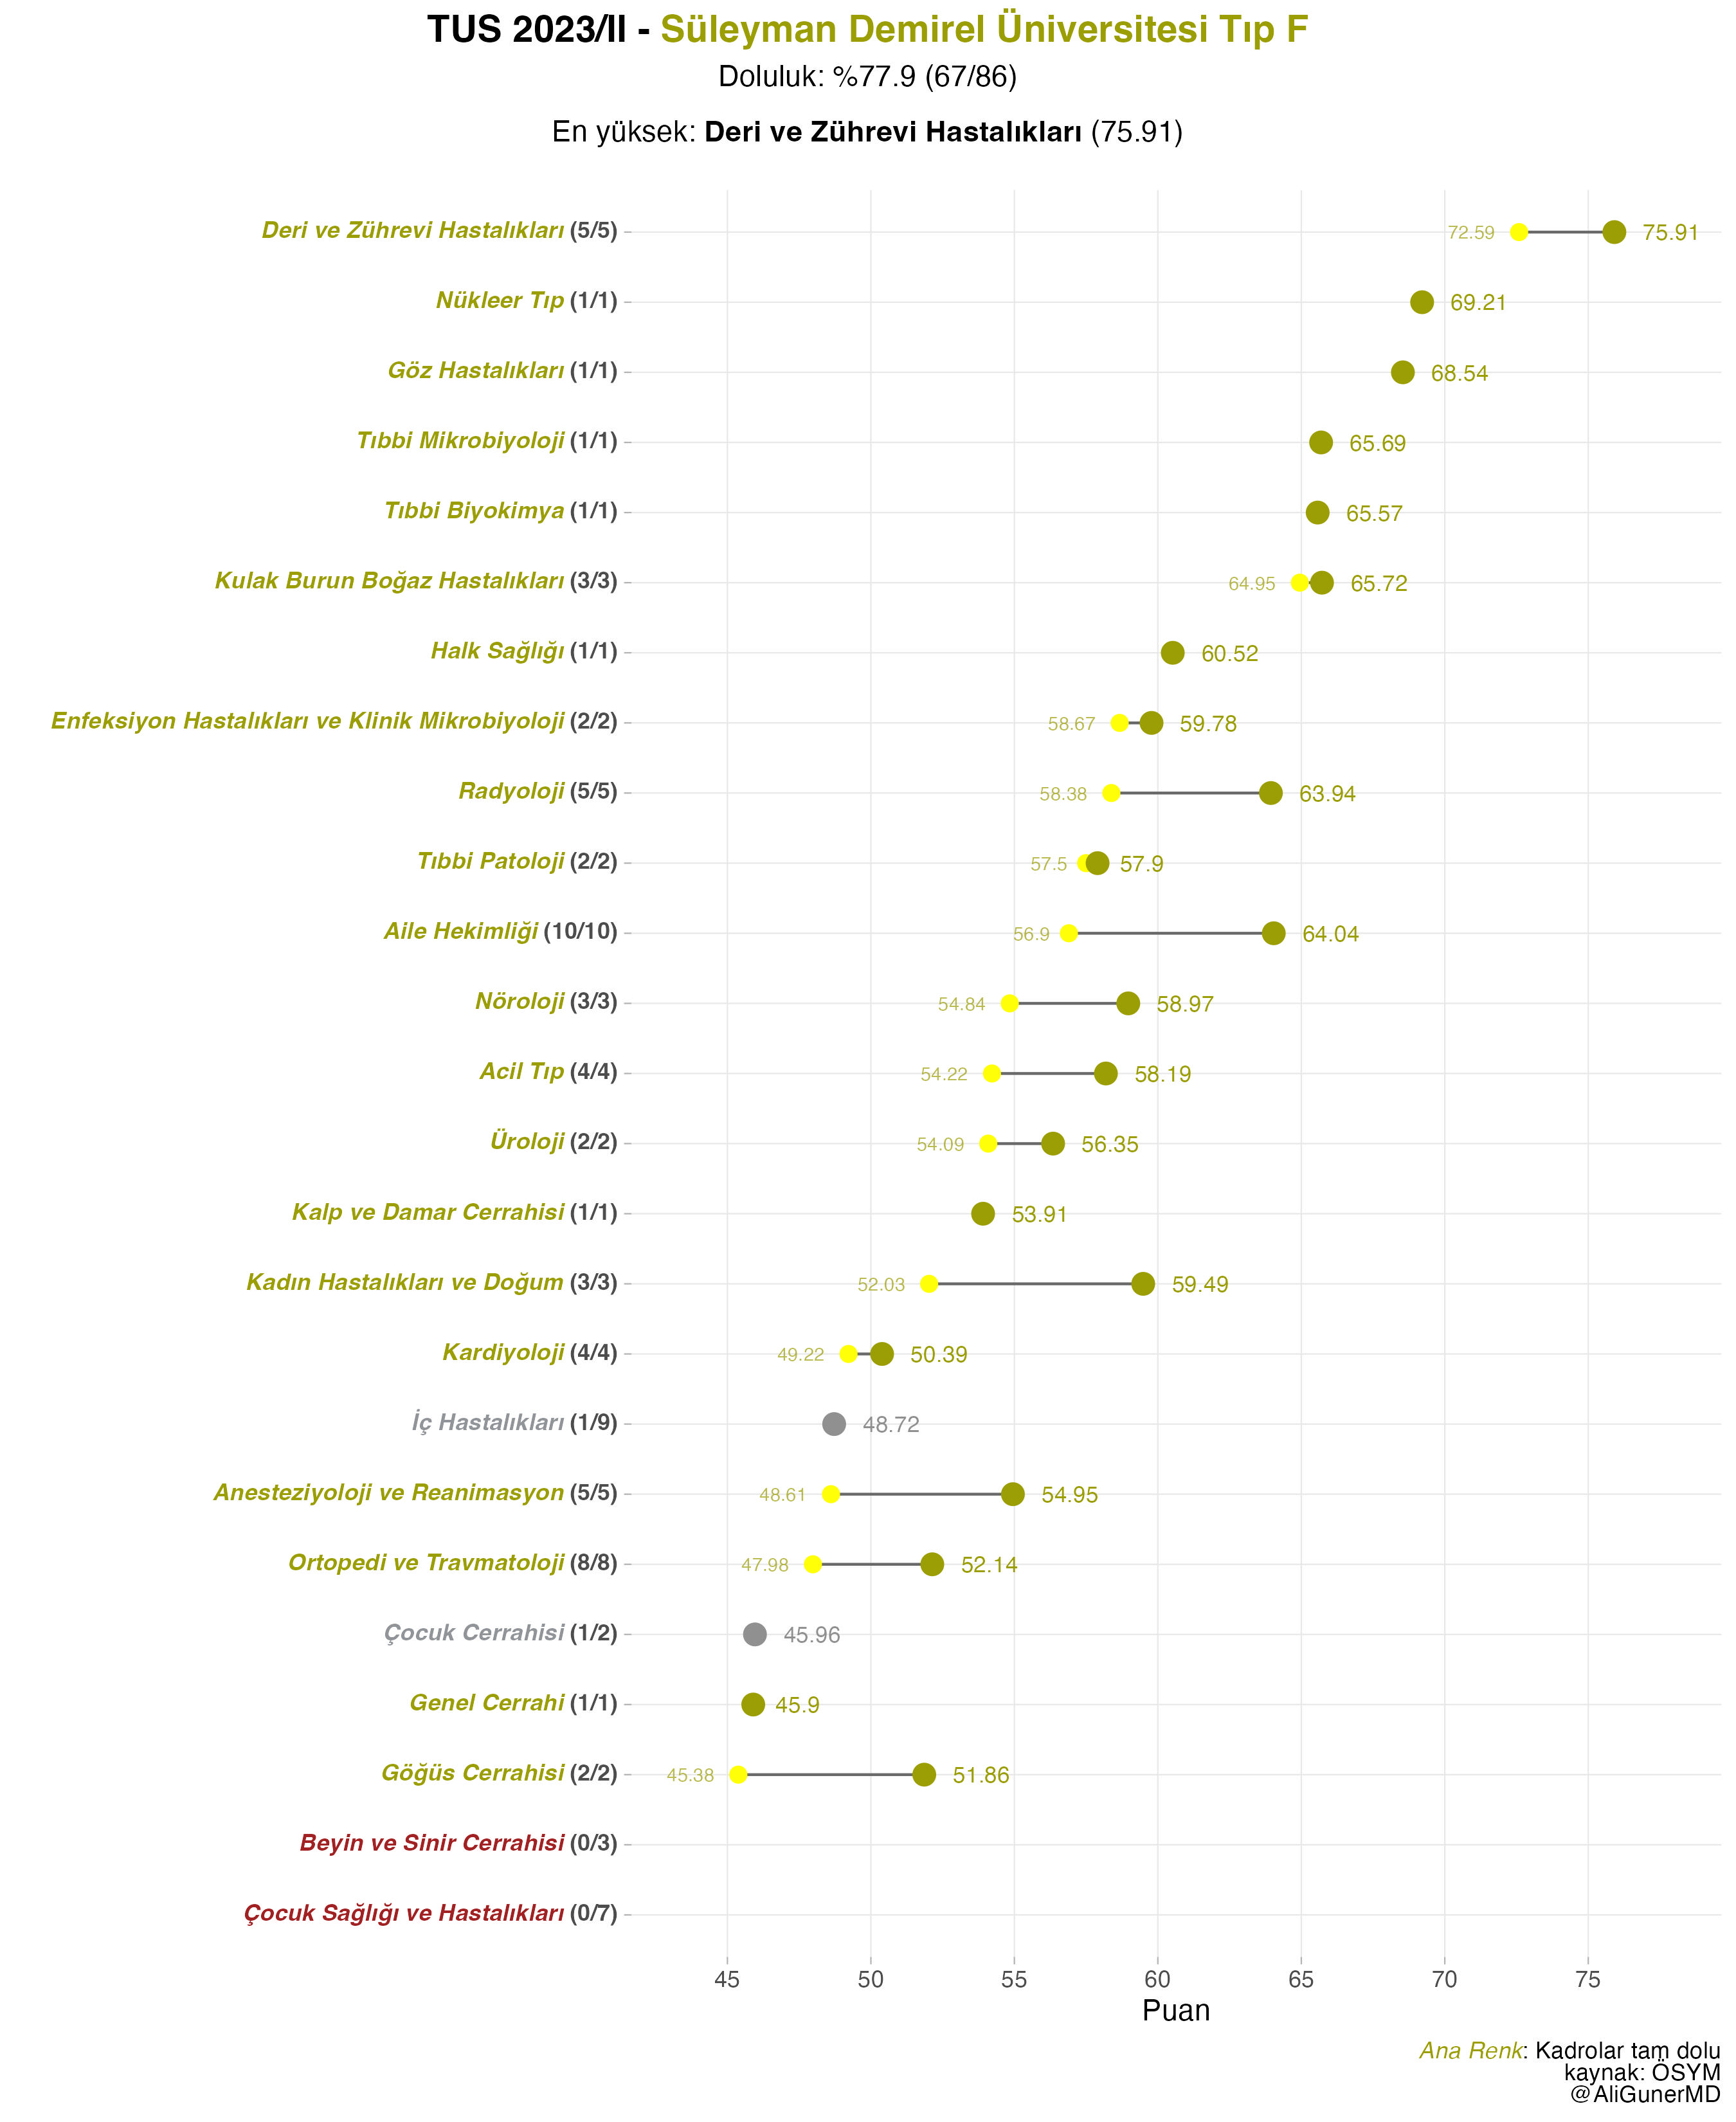 TUS 2023/II - Süleyman Demirel Üniversitesi Tıp F
Doluluk: %77.9 (67/86)
En yüksek: Deri ve Zührevi Hastalıkları (75.91)
Deri ve Zührevi Hastalıkları (5/5) 72.59 75.91
Nükleer Tıp (1/1) 69.21
Göz Hastalıkları (1/1) 68.54
Tıbbi Mikrobiyoloji (1/1) 65.69
Tıbbi Biyokimya (1/1) 65.57
Kulak Burun Boğaz Hastalıkları (3/3) 64.95 65.72
Halk Sağlığı (1/1) 60.52
Enfeksiyon Hastalıkları ve Klinik Mikrobiyoloji (2/2) 58.67 59.78
Radyoloji (5/5) 58.38 63.94
Tıbbi Patoloji (2/2) 57.5 57.9
Aile Hekimliği (10/10) 56.9 64.04
Nöroloji (3/3) 54.84 58.97
Acil Tıp (4/4) 54.22 58.19
Üroloji (2/2) 54.09 56.35
Kalp ve Damar Cerrahisi (1/1) 53.91
Kadın Hastalıkları ve Doğum (3/3) 52.03 59.49
Kardiyoloji (4/4) 49.22 50.39
İç Hastalıkları (1/9) 48.72
Anesteziyoloji ve Reanimasyon (5/5) 48.61 54.95
Ortopedi ve Travmatoloji (8/8) 47.98 52.14
Çocuk Cerrahisi (1/2) 45.96
Genel Cerrahi (1/1) 45.9
Göğüs Cerrahisi (2/2) 45.38 51.86
Beyin ve Sinir Cerrahisi (0/3)
Çocuk Sağlığı ve Hastalıkları (0/7)
45 50 55 60 65 70 75
Puan
Ana Renk: Kadrolar tam dolu
kaynak: ÖSYM
@AliGunerMD